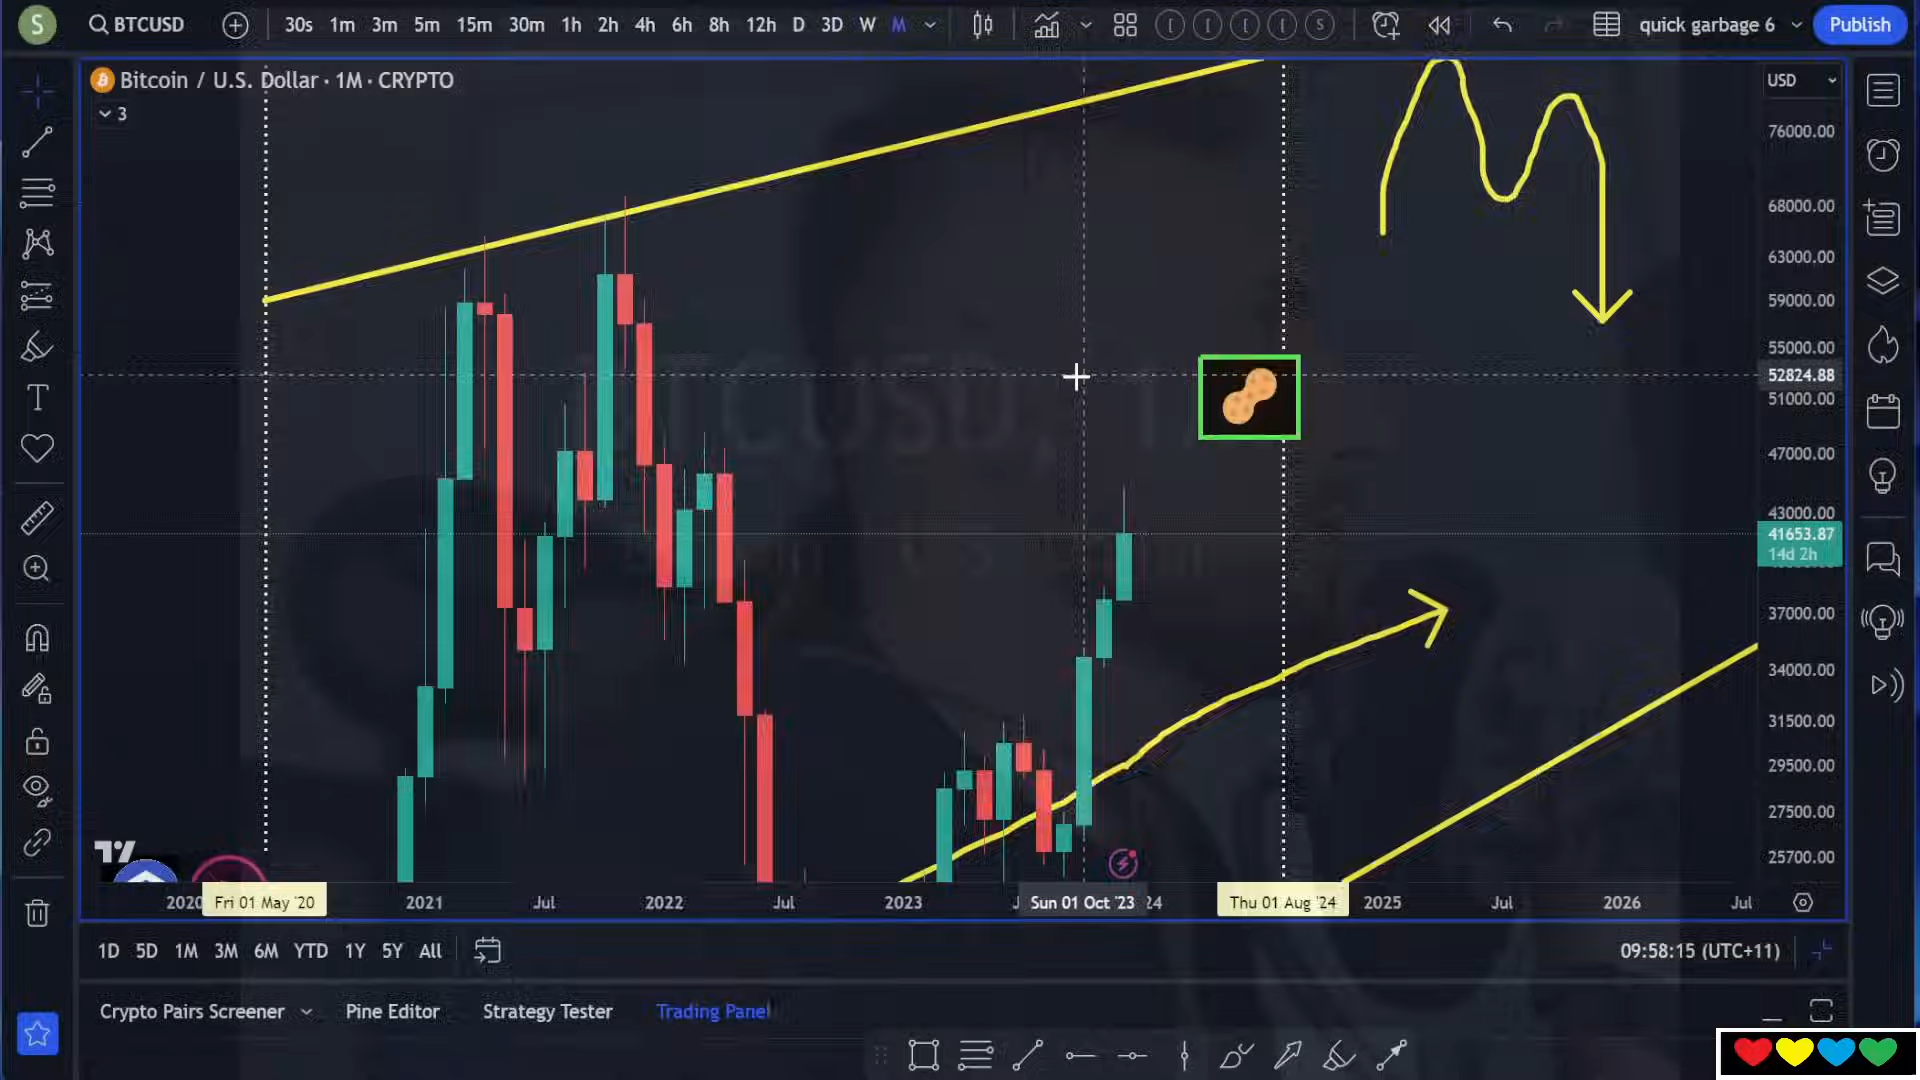 S
BTCUSD
30s 1m 3m 5m 15m 30m 1h 2h 4h 6h 8h 12h D 3D W M
S
quick garbage 6
Publish
Bitcoin / U.S. Dollar · 1M · CRYPTO
3
USD
76000.00
68000.00
63000.00
59000.00
55000.00
52824.88
51000.00
47000.00
43000.00
41653.87
14d 2h
37000.00
34000.00
31500.00
29500.00
27500.00
25700.00
BTCUSD, 1
2020 Fri 01 May '20 2021 Jul 2022 Jul 2023 Sun 01 Oct '23 24 Thu 01 Aug '24 2025 Jul 2026 Jul
1D 5D 1M 3M 6M YTD 1Y 5Y All
09:58:15 (UTC+11)
Crypto Pairs Screener Pine Editor Strategy Tester Trading Panel